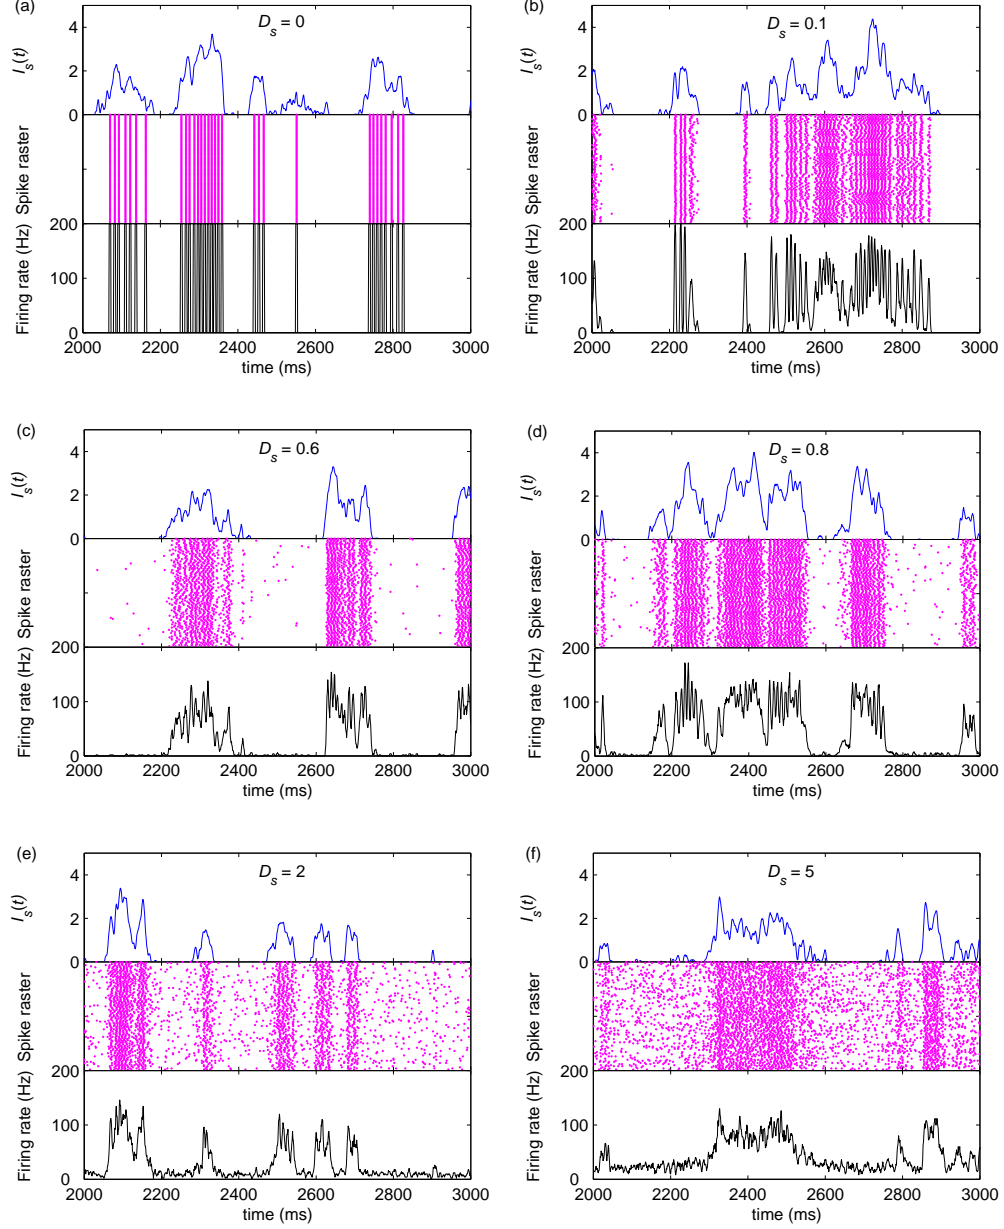 (a)
D_s = 0
I_s(t)
4
2
0
Spike raster
Firing rate (Hz)
200
100
0
2000 2200 2400 2600 2800 3000
time (ms)
(b)
D_s = 0.1
I_s(t)
4
2
0
Spike raster
Firing rate (Hz)
200
100
0
2000 2200 2400 2600 2800 3000
time (ms)
(c)
D_s = 0.6
I_s(t)
4
2
0
Spike raster
Firing rate (Hz)
200
100
0
2000 2200 2400 2600 2800 3000
time (ms)
(d)
D_s = 0.8
I_s(t)
4
2
0
Spike raster
Firing rate (Hz)
200
100
0
2000 2200 2400 2600 2800 3000
time (ms)
(e)
D_s = 2
I_s(t)
4
2
0
Spike raster
Firing rate (Hz)
200
100
0
2000 2200 2400 2600 2800 3000
time (ms)
(f)
D_s = 5
I_s(t)
4
2
0
Spike raster
Firing rate (Hz)
200
100
0
2000 2200 2400 2600 2800 3000
time (ms)